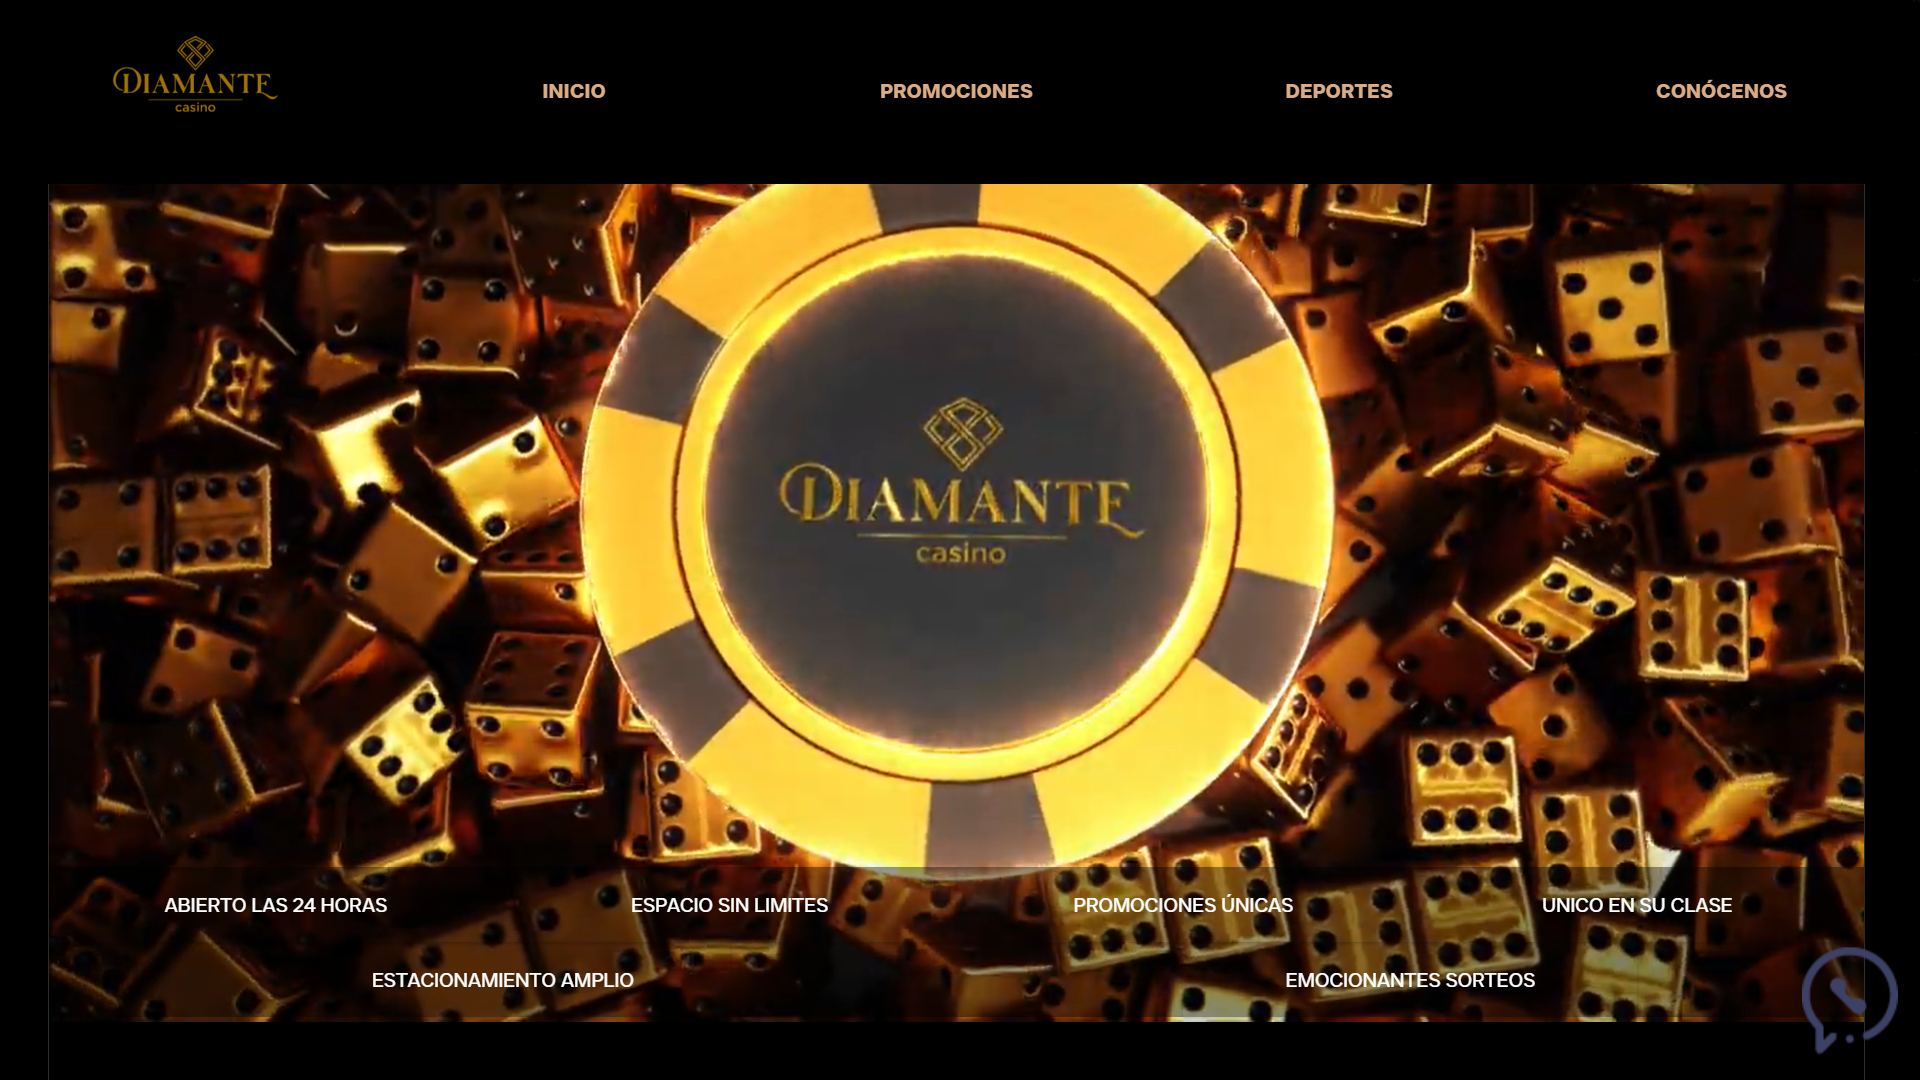 DIAMANTE
casino
INICIO
PROMOCIONES
DEPORTES
CONÓCENOS
DIAMANTE
casino
ABIERTO LAS 24 HORAS
ESPACIO SIN LIMITES
PROMOCIONES ÚNICAS
UNICO EN SU CLASE
ESTACIONAMIENTO AMPLIO
EMOCIONANTES SORTEOS